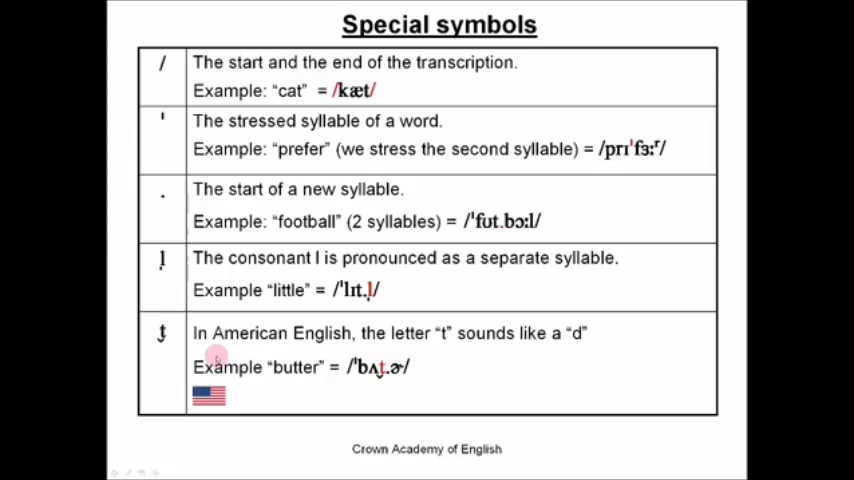 Special symbols
/ The start and the end of the transcription.
Example: “cat” = /kæt/
ˈ The stressed syllable of a word.
Example: “prefer” (we stress the second syllable) = /prɪˈfɜːʳ/
. The start of a new syllable.
Example: “football” (2 syllables) = /ˈfʊt.bɔːl/
l̩ The consonant l is pronounced as a separate syllable.
Example “little” = /ˈlɪt.l̩/
t̬ In American English, the letter “t” sounds like a “d”
Example “butter” = /ˈbʌt̬.ɚ/
Crown Academy of English